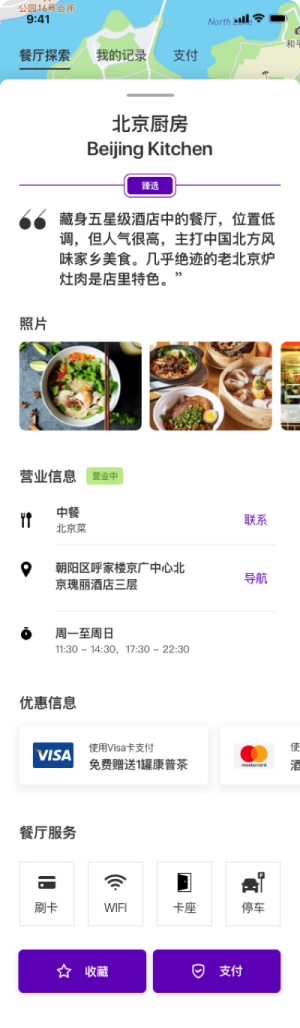 公园16号会所
9:41
North
和平
餐厅探索 我的记录 支付
北京厨房
Beijing Kitchen
臻选
“ 藏身五星级酒店中的餐厅，位置低
调，但人气很高，主打中国北方风
味家乡美食。几乎绝迹的老北京炉
灶肉是店里特色。”
照片
营业信息 营业中
中餐
北京菜
联系
朝阳区呼家楼京广中心北
京瑰丽酒店三层
导航
周一至周日
11:30 – 14:30，17:30 – 22:30
优惠信息
VISA
使用Visa卡支付
免费赠送1罐康普茶
mastercard
使
酒
餐厅服务
刷卡 WIFI 卡座 停车
收藏 支付